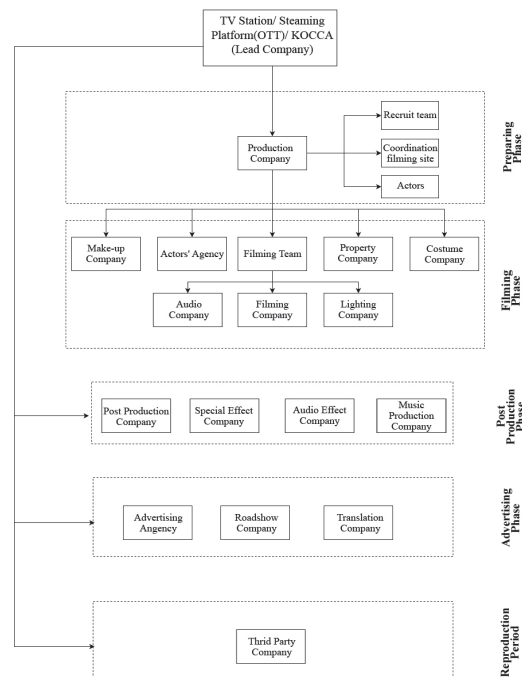 TV Station/ Steaming
Platform(OTT)/ KOCCA
(Lead Company)
Recruit team
Production
Company
Coordination
filming site
Actors
Preparing
Phase
Make-up
Company
Actors' Agency
Filming Team
Property
Company
Costume
Company
Audio
Company
Filming
Company
Lighting
Company
Filming
Phase
Post Production
Company
Special Effect
Company
Audio Effect
Company
Music
Production
Company
Post
Production
Phase
Advertising
Angency
Roadshow
Company
Translation
Company
Advertising
Phase
Thrid Party
Company
Reproduction
Period